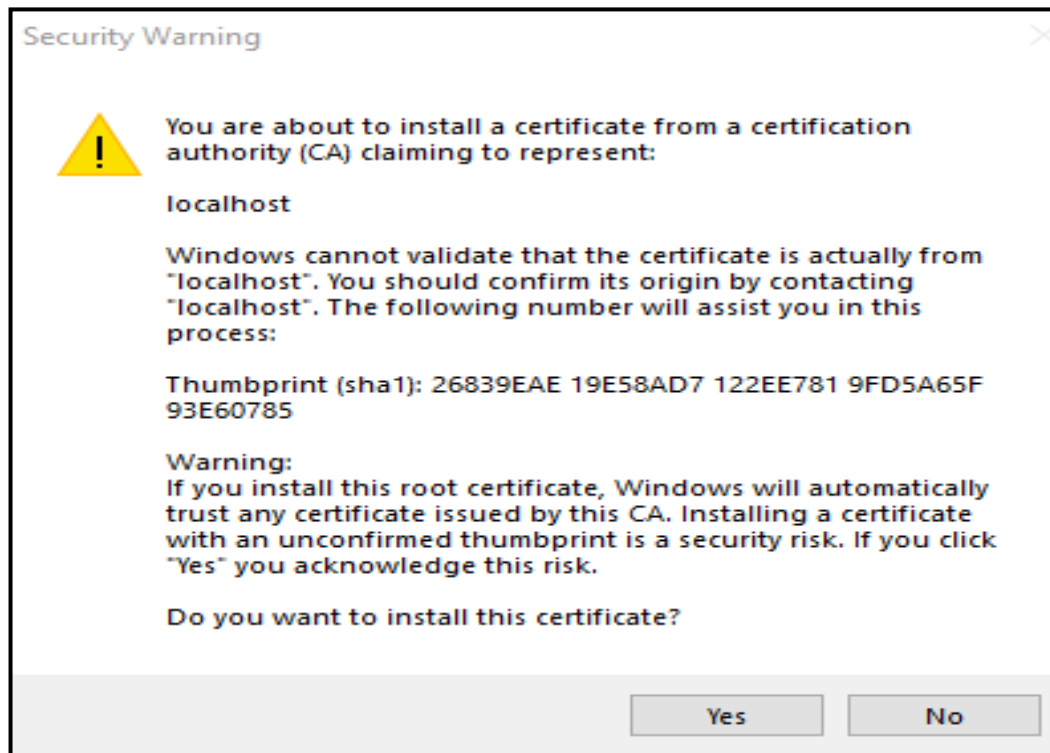 Security Warning
You are about to install a certificate from a certification
authority (CA) claiming to represent:
localhost
Windows cannot validate that the certificate is actually from
"localhost". You should confirm its origin by contacting
"localhost". The following number will assist you in this
process:
Thumbprint (sha1): 26839EAE 19E58AD7 122EE781 9FD5A65F
93E60785
Warning:
If you install this root certificate, Windows will automatically
trust any certificate issued by this CA. Installing a certificate
with an unconfirmed thumbprint is a security risk. If you click
"Yes" you acknowledge this risk.
Do you want to install this certificate?
Yes No